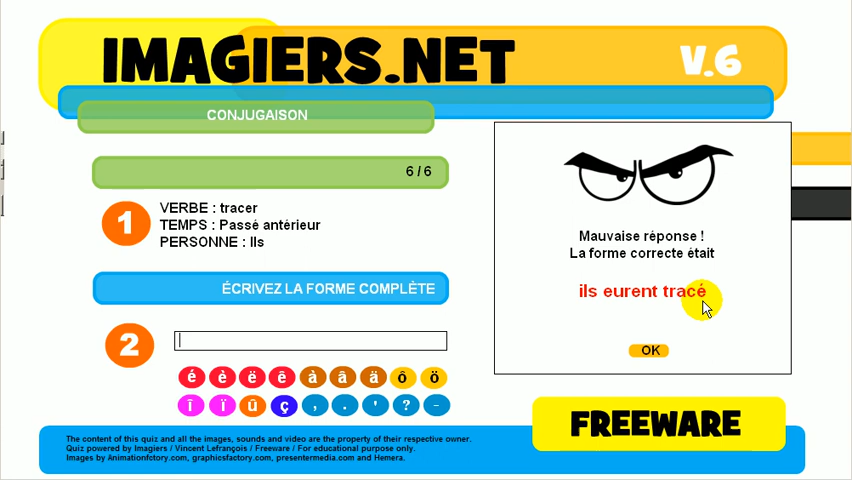 IMAGIERS.NET
V.6
CONJUGAISON
6 / 6
1
VERBE : tracer
TEMPS : Passé antérieur
PERSONNE : Ils
ÉCRIVEZ LA FORME COMPLÈTE
2
é è ë ê à â ä ô ö
î ï û ç , . ' ? -
Mauvaise réponse !
La forme correcte était
ils eurent tracé
OK
FREEWARE
The content of this quiz and all the images, sounds and video are the property of their respective owner.
Quiz powered by Imagiers / Vincent Lefrançois / Freeware / For educational purpose only.
Images by Animationfctory.com, graphicsfactory.com, presentermedia.com and Hemera.